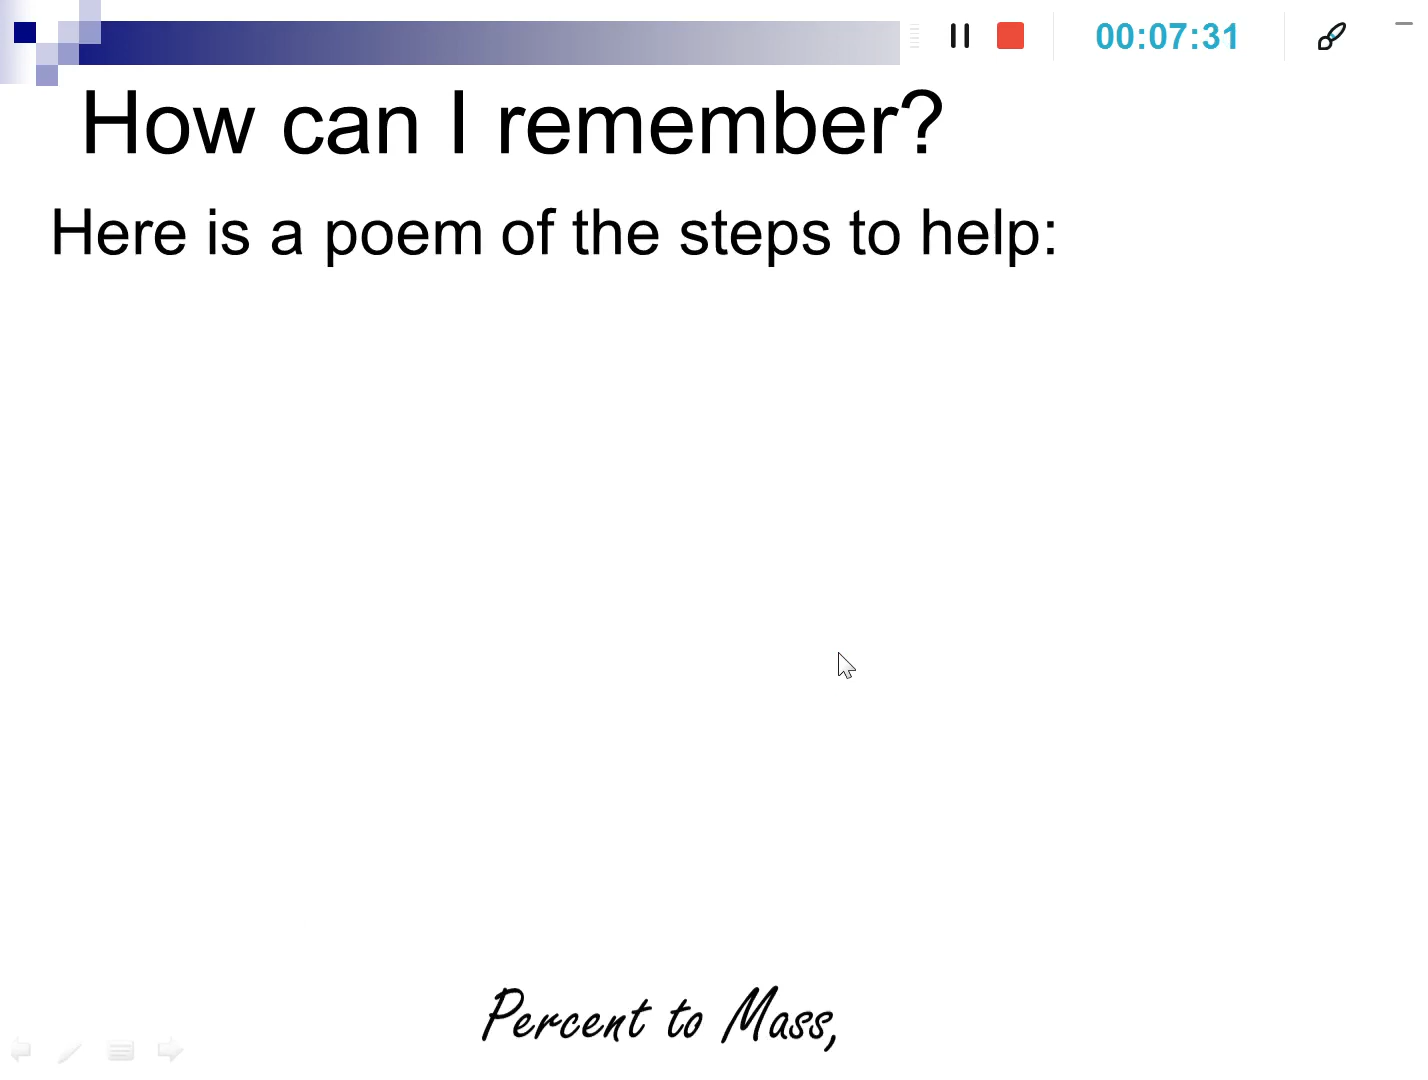 00:07:31
How can I remember?
Here is a poem of the steps to help:
Percent to Mass,